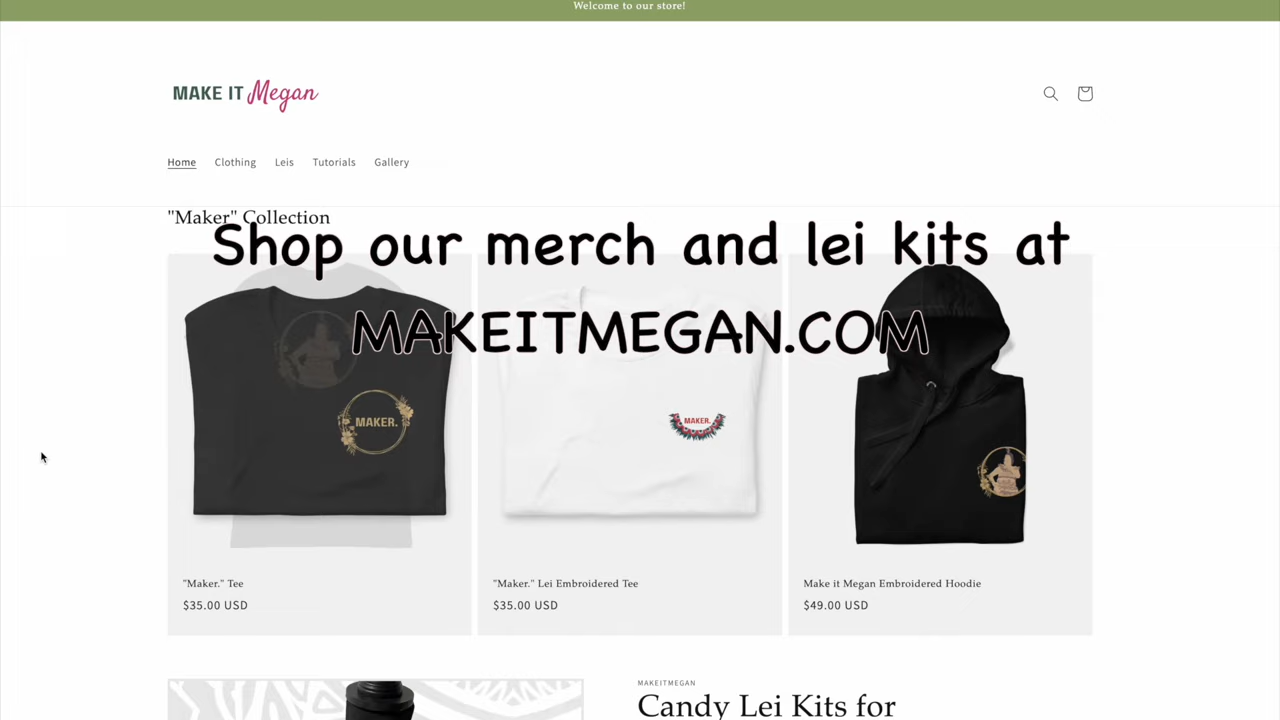 Welcome to our store!
MAKE IT Megan
Home Clothing Leis Tutorials Gallery
"Maker" Collection
Shop our merch and lei kits at
MAKEITMEGAN.COM
MAKER.
MAKER.
"Maker." Tee
$35.00 USD
"Maker." Lei Embroidered Tee
$35.00 USD
Make it Megan Embroidered Hoodie
$49.00 USD
MAKEITMEGAN
Candy Lei Kits for